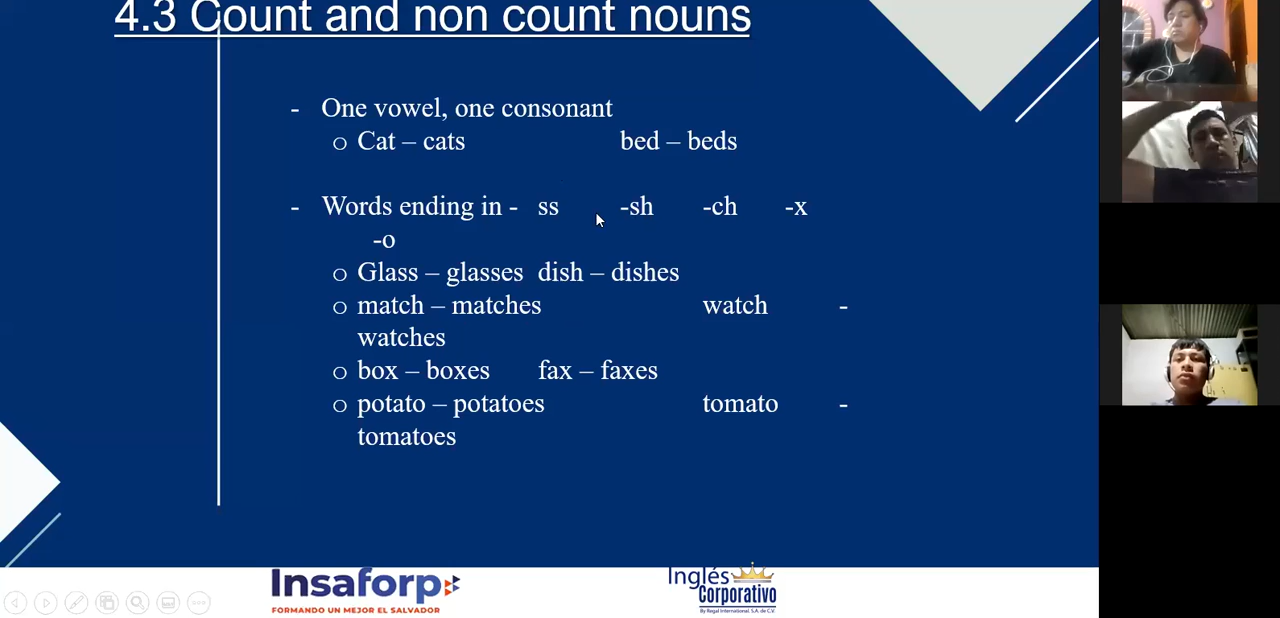 4.3 Count and non count nouns
- One vowel, one consonant
o Cat – cats bed – beds
- Words ending in - ss -sh -ch -x
-o
o Glass – glasses dish – dishes
o match – matches watch -
watches
o box – boxes fax – faxes
o potato – potatoes tomato -
tomatoes
Insaforp
FORMANDO UN MEJOR EL SALVADOR
Inglés
Corporativo
By Regal International, S.A. de C.V.